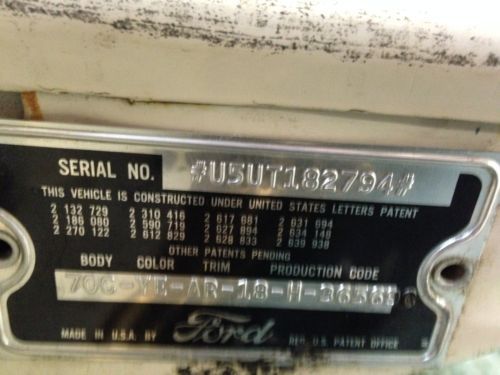 SERIAL NO. #U5UT182794#
THIS VEHICLE IS CONSTRUCTED UNDER UNITED STATES LETTERS PATENT
2 132 729 2 310 416 2 617 681 2 631 694
2 186 080 2 590 719 2 627 894 2 634 148
2 270 122 2 612 829 2 628 833 2 639 938
OTHER PATENTS PENDING
BODY COLOR TRIM PRODUCTION CODE
70C-YE-AR-18-H-
MADE IN U.S.A. BY Ford REG. U.S. PATENT OFFICE